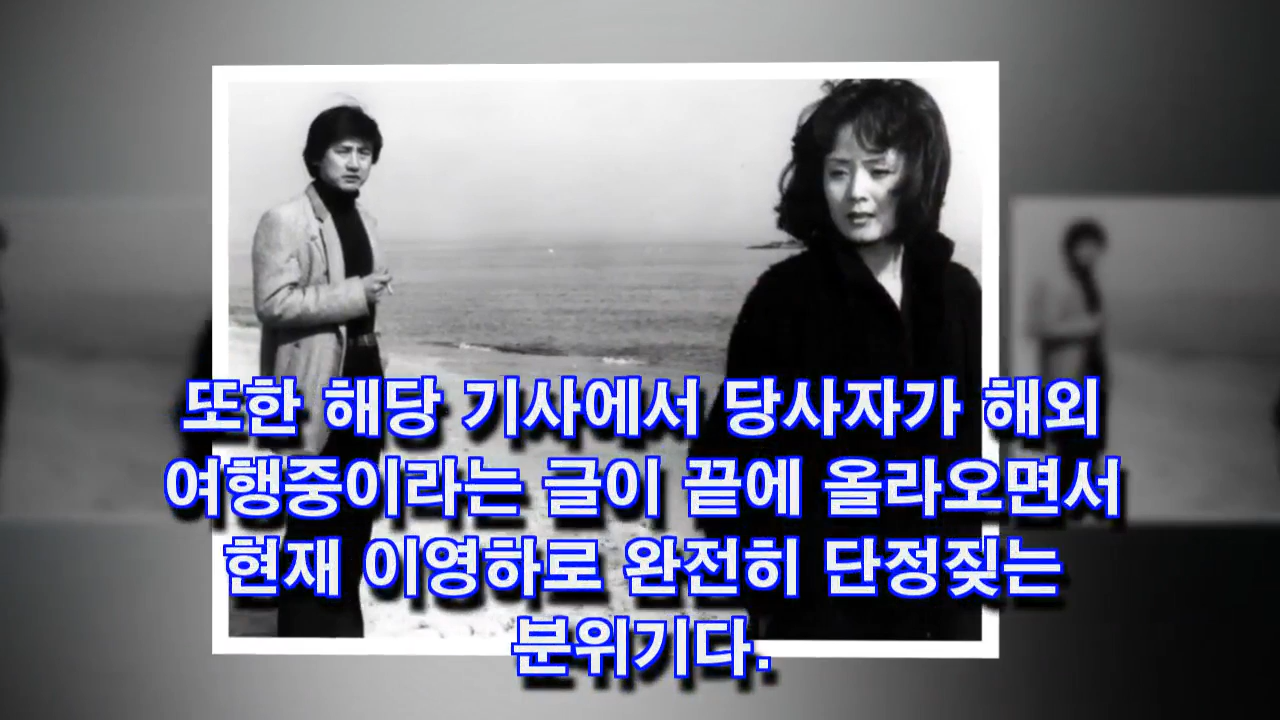 또한 해당 기사에서 당사자가 해외
여행중이라는 글이 끝에 올라오면서
현재 이영하로 완전히 단정짖는
분위기다.